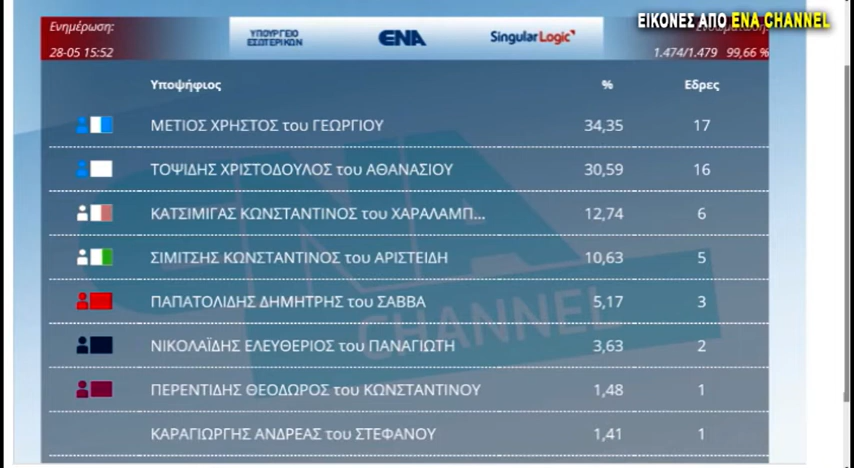 ΕΙΚΟΝΕΣ ΑΠΟ ENA CHANNEL
Ενημέρωση:
28-05 15:52
ΥΠΟΥΡΓΕΙΟ
ΕΣΩΤΕΡΙΚΩΝ
ENA
SingularLogic
1.474/1.479 99,66 %
Υποψήφιος % Εδρες
ΜΕΤΙΟΣ ΧΡΗΣΤΟΣ του ΓΕΩΡΓΙΟΥ 34,35 17
ΤΟΨΙΔΗΣ ΧΡΙΣΤΟΔΟΥΛΟΣ του ΑΘΑΝΑΣΙΟΥ 30,59 16
ΚΑΤΣΙΜΙΓΑΣ ΚΩΝΣΤΑΝΤΙΝΟΣ του ΧΑΡΑΛΑΜΠ... 12,74 6
ΣΙΜΙΤΣΗΣ ΚΩΝΣΤΑΝΤΙΝΟΣ του ΑΡΙΣΤΕΙΔΗ 10,63 5
ΠΑΠΑΤΟΛΙΔΗΣ ΔΗΜΗΤΡΗΣ του ΣΑΒΒΑ 5,17 3
ΝΙΚΟΛΑΪΔΗΣ ΕΛΕΥΘΕΡΙΟΣ του ΠΑΝΑΓΙΩΤΗ 3,63 2
ΠΕΡΕΝΤΙΔΗΣ ΘΕΟΔΩΡΟΣ του ΚΩΝΣΤΑΝΤΙΝΟΥ 1,48 1
ΚΑΡΑΓΙΩΡΓΗΣ ΑΝΔΡΕΑΣ του ΣΤΕΦΑΝΟΥ 1,41 1
ENA
CHANNEL